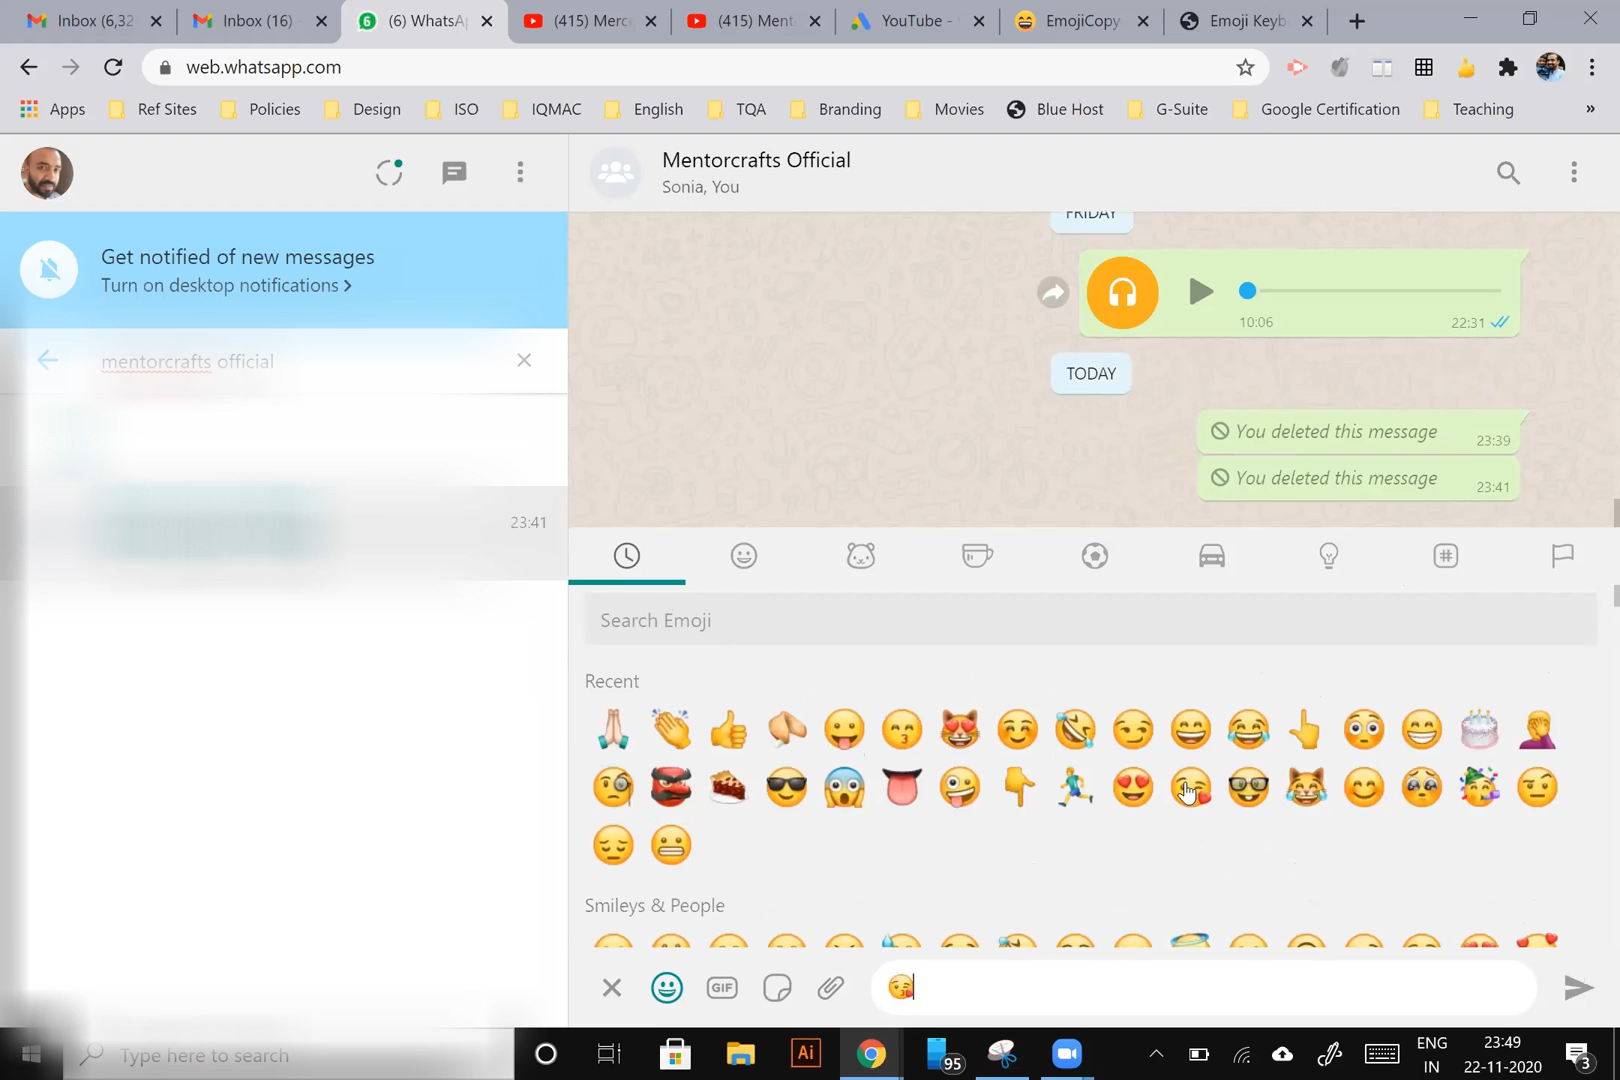 Inbox (6,32
Inbox (16) -
(6) WhatsA
(415) Merc
(415) Ment
YouTube -
EmojiCopy
Emoji Keyb
web.whatsapp.com
Apps
Ref Sites
Policies
Design
ISO
IQMAC
English
TQA
Branding
Movies
Blue Host
G-Suite
Google Certification
Teaching
»
Mentorcrafts Official
Sonia, You
Get notified of new messages
Turn on desktop notifications >
mentorcrafts official
23:41
FRIDAY
10:06
22:31
TODAY
You deleted this message
23:39
You deleted this message
23:41
Search Emoji
Recent
Smileys & People
GIF
Type here to search
Ai
95
ENG
IN
23:49
22-11-2020
3